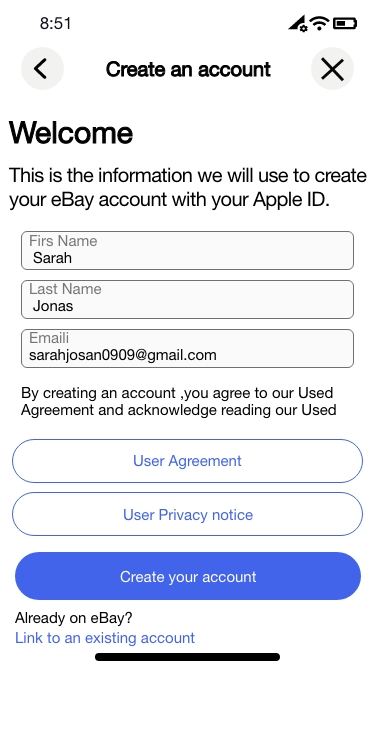 8:51
Create an account
Welcome
This is the information we will use to create
your eBay account with your Apple ID.
Firs Name
Sarah
Last Name
Jonas
Emaili
sarahjosan0909@gmail.com
By creating an account ,you agree to our Used
Agreement and acknowledge reading our Used
User Agreement
User Privacy notice
Create your account
Already on eBay?
Link to an existing account